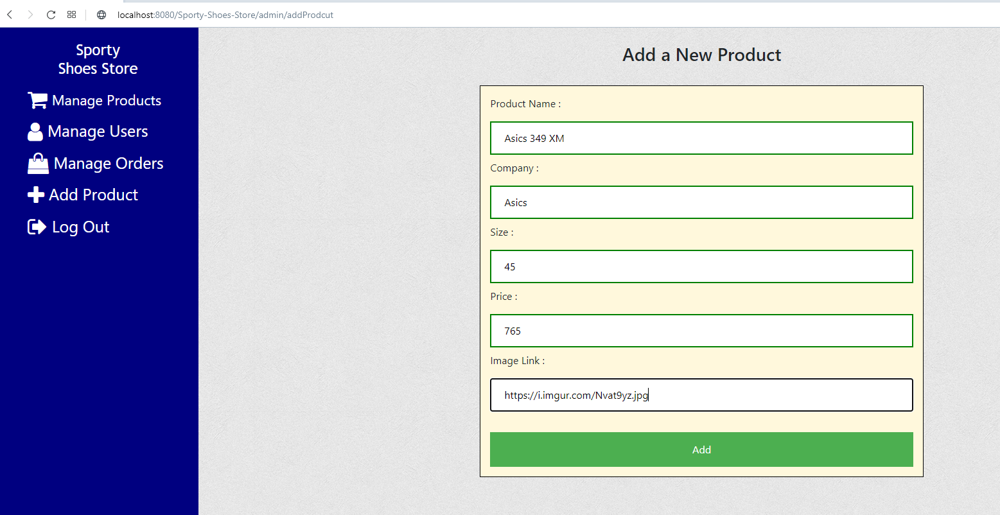 localhost:8080/Sporty-Shoes-Store/admin/addProdcut
Sporty
Shoes Store
Manage Products
Manage Users
Manage Orders
Add Product
Log Out
Add a New Product
Product Name :
Asics 349 XM
Company :
Asics
Size :
45
Price :
765
Image Link :
https://i.imgur.com/Nvat9yz.jpg
Add